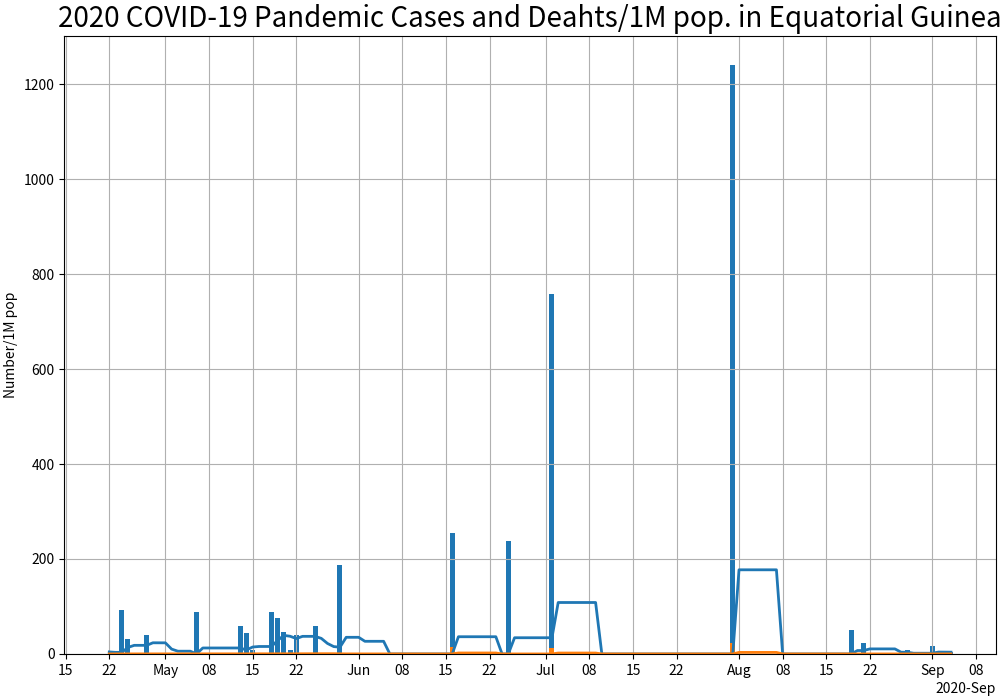 2020 COVID-19 Pandemic Cases and Deahts/1M pop. in Equatorial Guinea
Number/1M pop
1200
1000
800
600
400
200
0
15 22 May 08 15 22 Jun 08 15 22 Jul 08 15 22 Aug 08 15 22 Sep 08
2020-Sep